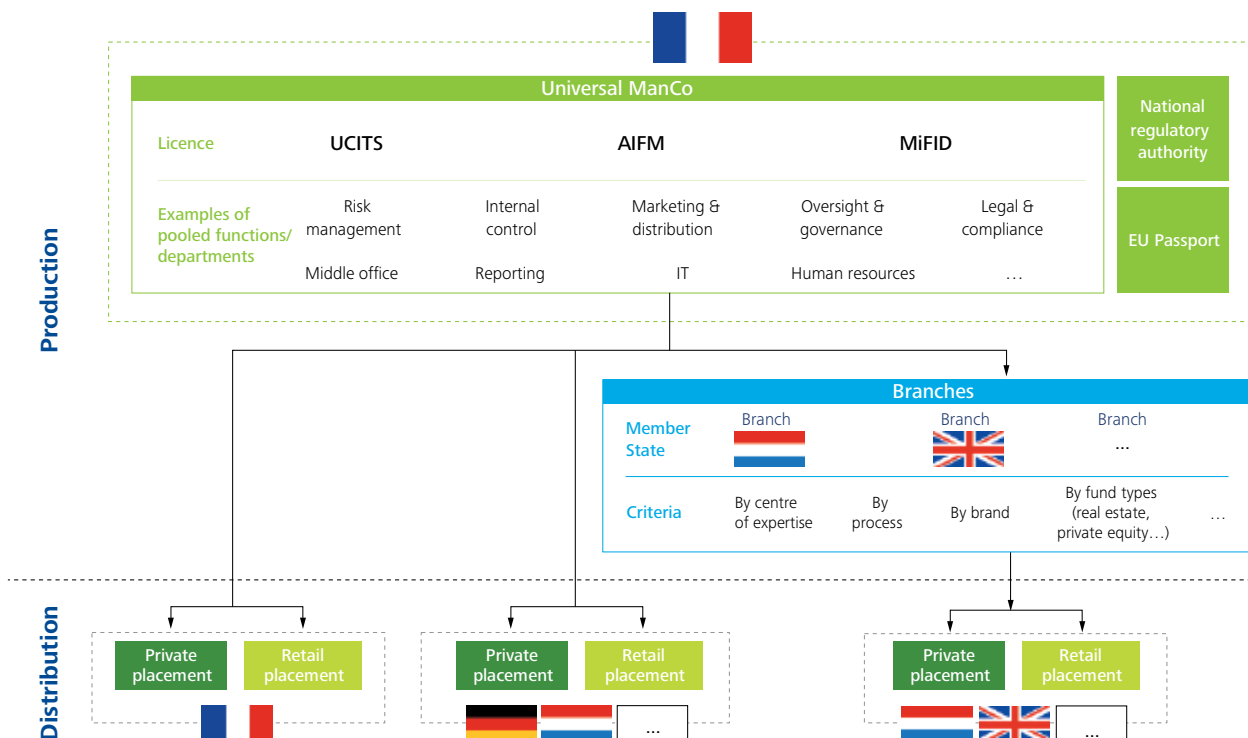 Production
Universal ManCo
Licence
UCITS
AIFM
MiFID
Examples of
pooled functions/
departments
Risk
management
Internal
control
Marketing &
distribution
Oversight &
governance
Legal &
compliance
Middle office
Reporting
IT
Human resources
...
National
regulatory
authority
EU Passport
Branches
Member
State
Branch
Branch
Branch
...
Criteria
By centre
of expertise
By
process
By brand
By fund types
(real estate,
private equity...)
...
Distribution
Private
placement
Retail
placement
Private
placement
Retail
placement
...
Private
placement
Retail
placement
...